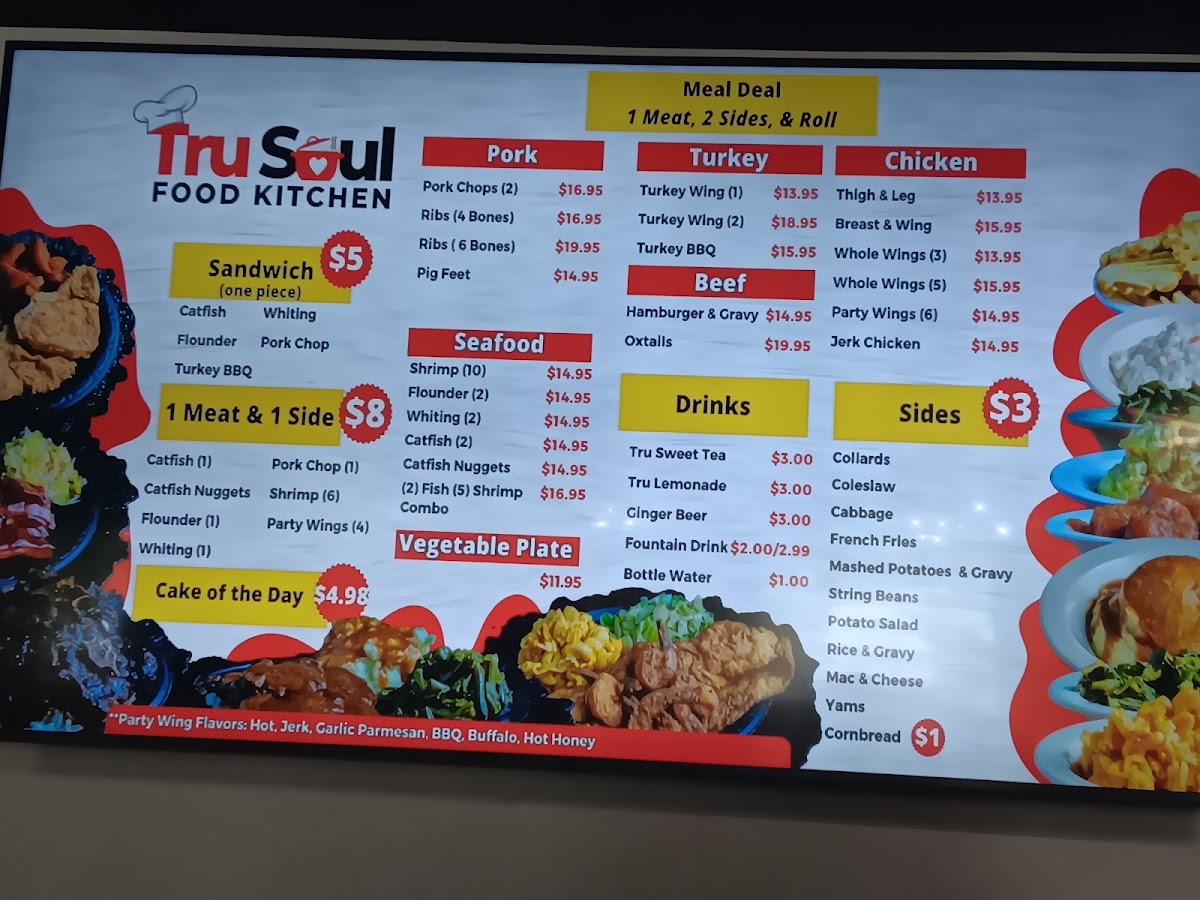 Tru Soul
FOOD KITCHEN
Meal Deal
1 Meat, 2 Sides, & Roll
Sandwich $5
(one piece)
Catfish Whiting
Flounder Pork Chop
Turkey BBQ
1 Meat & 1 Side $8
Catfish (1) Pork Chop (1)
Catfish Nuggets Shrimp (6)
Flounder (1) Party Wings (4)
Whiting (1)
Cake of the Day $4.98
Pork
Pork Chops (2) $16.95
Ribs (4 Bones) $16.95
Ribs ( 6 Bones) $19.95
Pig Feet $14.95
Seafood
Shrimp (10) $14.95
Flounder (2) $14.95
Whiting (2) $14.95
Catfish (2) $14.95
Catfish Nuggets $14.95
(2) Fish (5) Shrimp $16.95
Combo
Vegetable Plate
$11.95
Turkey
Turkey Wing (1) $13.95
Turkey Wing (2) $18.95
Turkey BBQ $15.95
Beef
Hamburger & Gravy $14.95
Oxtails $19.95
Drinks
Tru Sweet Tea $3.00
Tru Lemonade $3.00
Ginger Beer $3.00
Fountain Drink $2.00/2.99
Bottle Water $1.00
Chicken
Thigh & Leg $13.95
Breast & Wing $15.95
Whole Wings (3) $13.95
Whole Wings (5) $15.95
Party Wings (6) $14.95
Jerk Chicken $14.95
Sides $3
Collards
Coleslaw
Cabbage
French Fries
Mashed Potatoes & Gravy
String Beans
Potato Salad
Rice & Gravy
Mac & Cheese
Yams
Cornbread $1
**Party Wing Flavors: Hot, Jerk, Garlic Parmesan, BBQ, Buffalo, Hot Honey